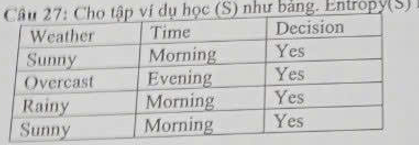 Câu 27: Cho tập ví dụ học (S) như bảng. Entropy(S)
Weather Time Decision
Sunny Morning Yes
Overcast Evening Yes
Rainy Morning Yes
Sunny Morning Yes